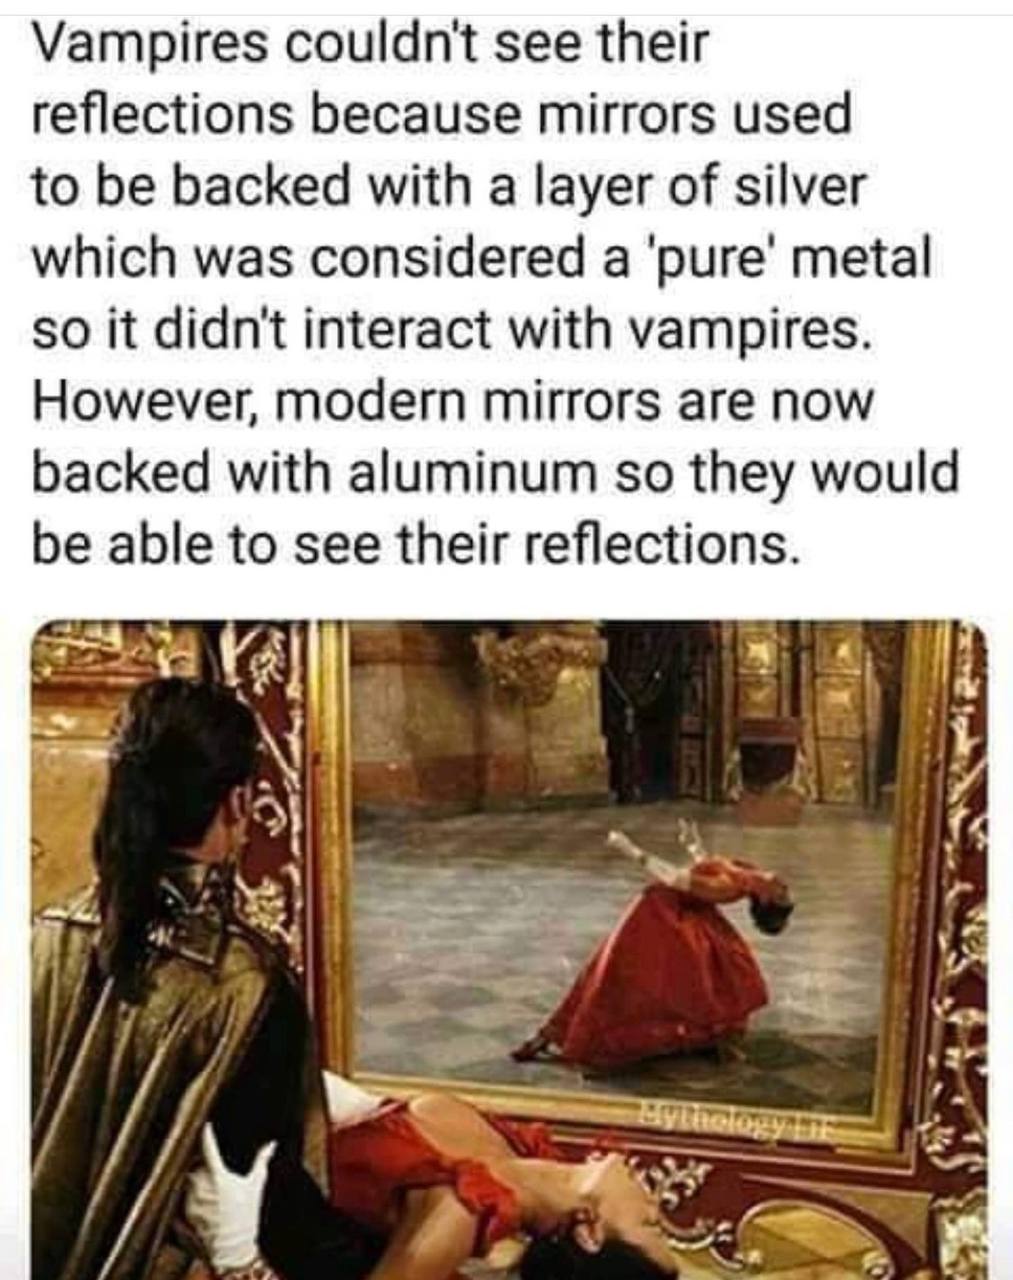 Vampires couldn't see their
reflections because mirrors used
to be backed with a layer of silver
which was considered a 'pure' metal
so it didn't interact with vampires.
However, modern mirrors are now
backed with aluminum so they would
be able to see their reflections.
Mythology